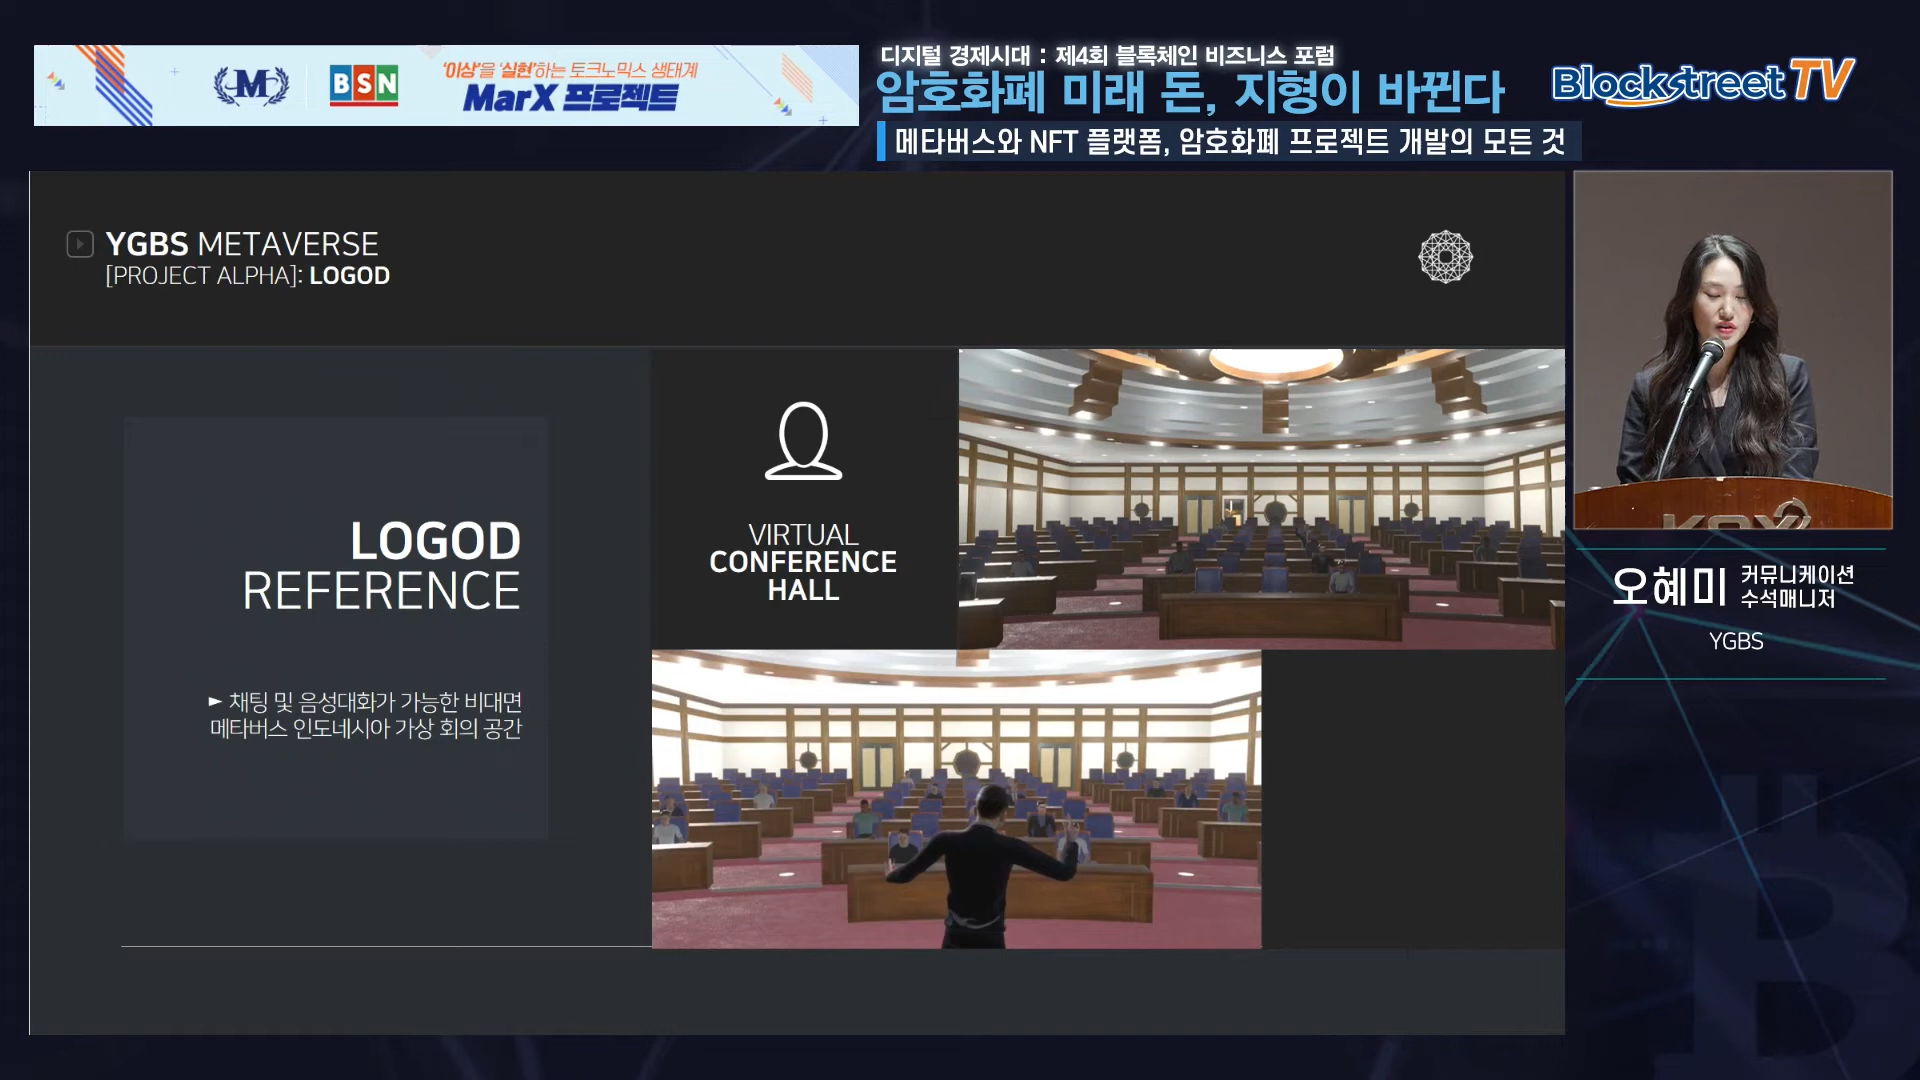 M
BSN
'이상'을 '실현'하는 토크노믹스 생태계
MarX 프로젝트
디지털 경제시대 : 제4회 블록체인 비즈니스 포럼
암호화폐 미래 돈, 지형이 바뀐다
메타버스와 NFT 플랫폼, 암호화폐 프로젝트 개발의 모든 것
Blockstreet TV
YGBS METAVERSE
[PROJECT ALPHA]: LOGOD
LOGOD
REFERENCE
► 채팅 및 음성대화가 가능한 비대면
메타버스 인도네시아 가상 회의 공간
VIRTUAL
CONFERENCE
HALL
오혜미 커뮤니케이션
수석매니저
YGBS